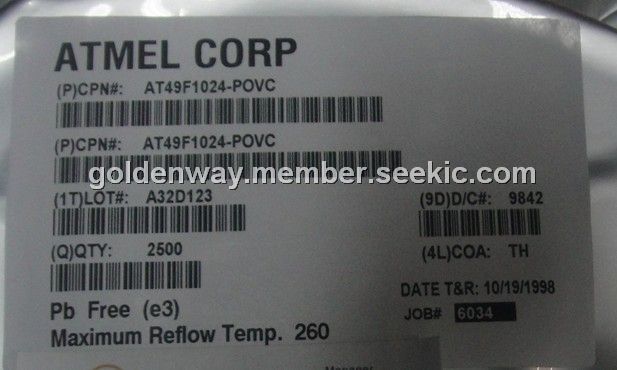 ATMEL CORP
(P)CPN#: AT49F1024-POVC
(P)CPN#: AT49F1024-POVC
goldenway.member.seekic.com
(1T)LOT#: A32D123 (9D)D/C#: 9842
(Q)QTY: 2500 (4L)COA: TH
DATE T&R: 10/19/1998
Pb Free (e3) JOB# 6034
Maximum Reflow Temp. 260